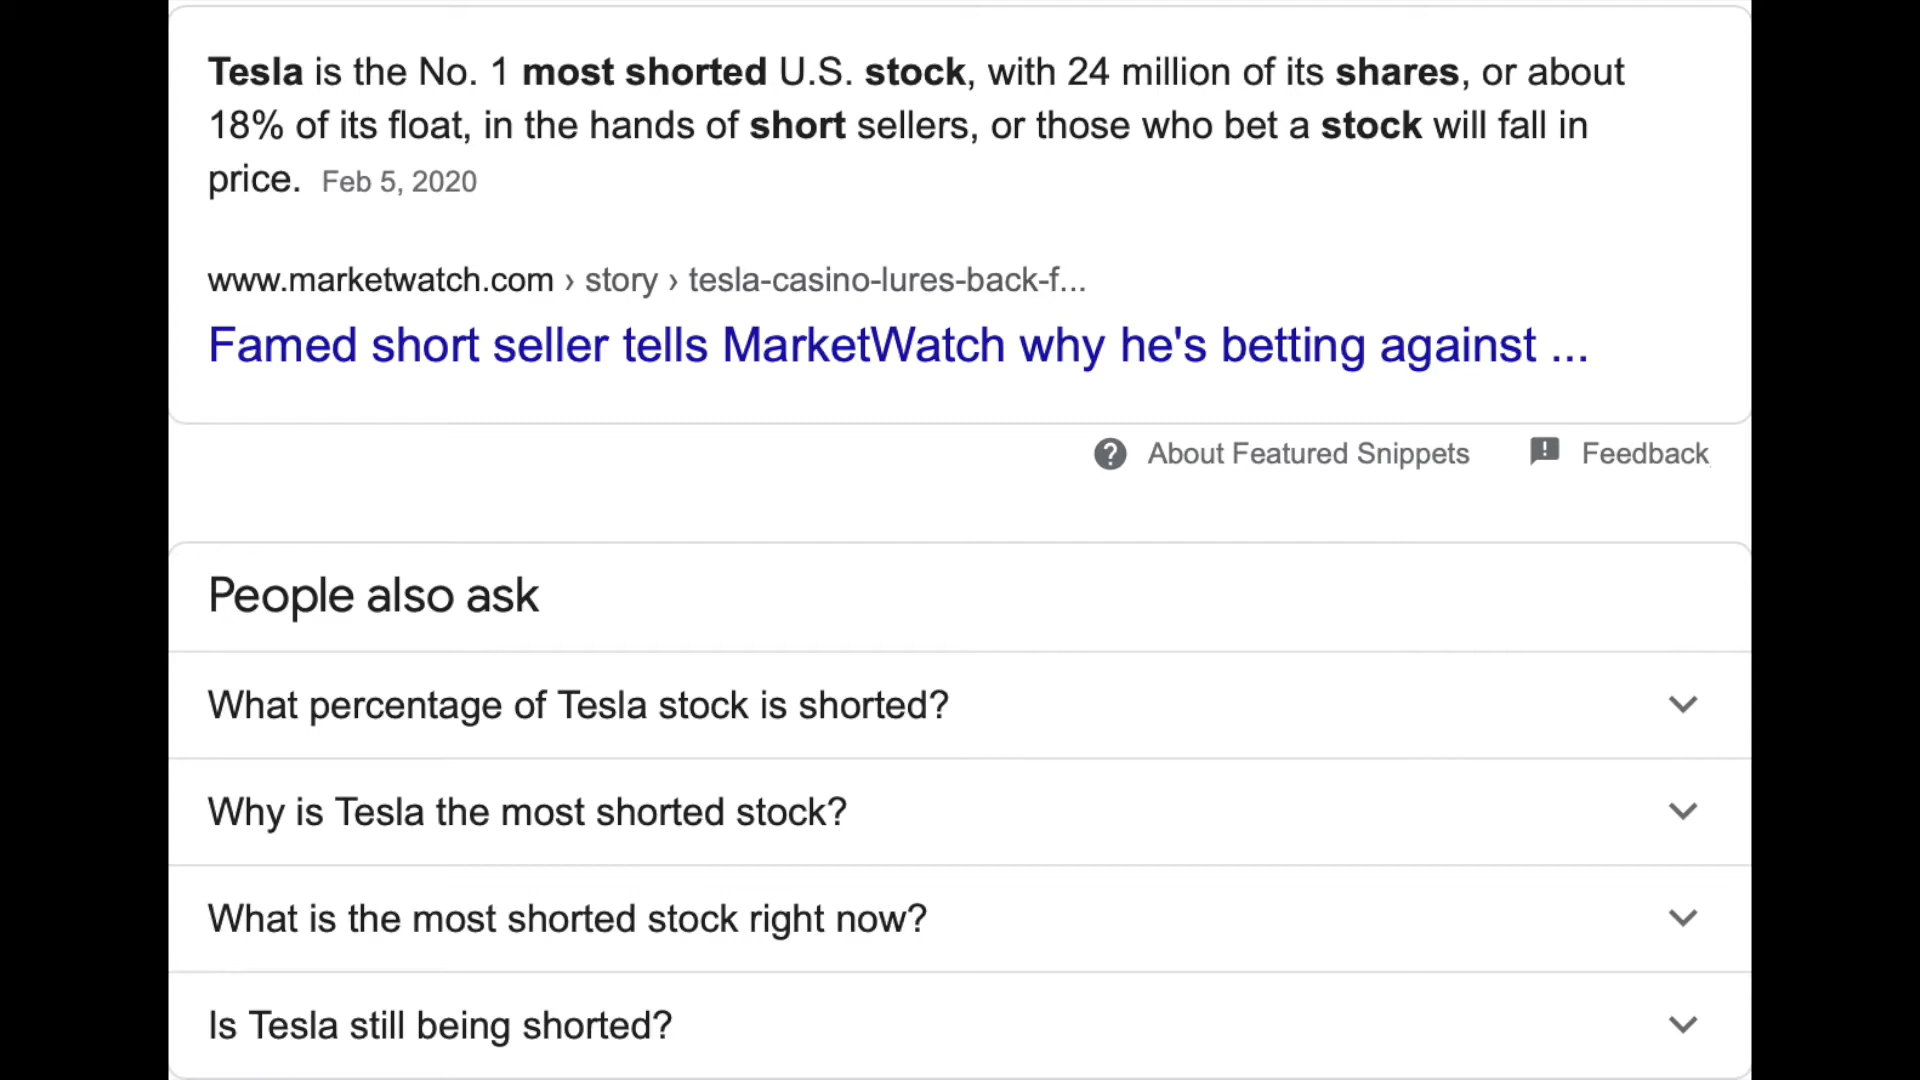 Tesla is the No. 1 most shorted U.S. stock, with 24 million of its shares, or about
18% of its float, in the hands of short sellers, or those who bet a stock will fall in
price. Feb 5, 2020
www.marketwatch.com › story › tesla-casino-lures-back-f...
Famed short seller tells MarketWatch why he's betting against ...
About Featured Snippets Feedback
People also ask
What percentage of Tesla stock is shorted?
Why is Tesla the most shorted stock?
What is the most shorted stock right now?
Is Tesla still being shorted?